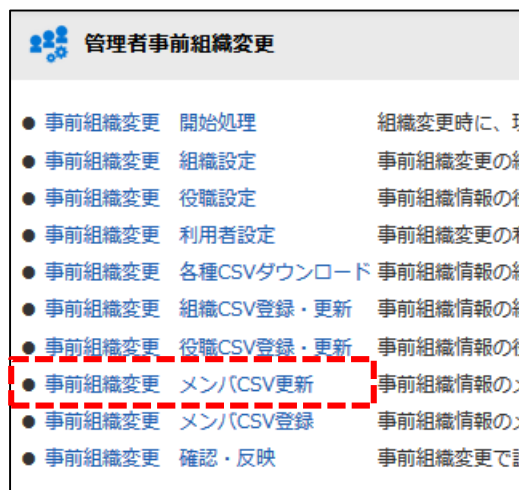 管理者事前組織変更
● 事前組織変更　開始処理　組織変更時に、
● 事前組織変更　組織設定　事前組織変更の
● 事前組織変更　役職設定　事前組織情報の
● 事前組織変更　利用者設定　事前組織変更の
● 事前組織変更　各種CSVダウンロード　事前組織情報の
● 事前組織変更　組織CSV登録・更新　事前組織情報の
● 事前組織変更　役職CSV登録・更新　事前組織情報の
● 事前組織変更　メンバCSV更新　事前組織情報の
● 事前組織変更　メンバCSV登録　事前組織情報の
● 事前組織変更　確認・反映　事前組織変更で